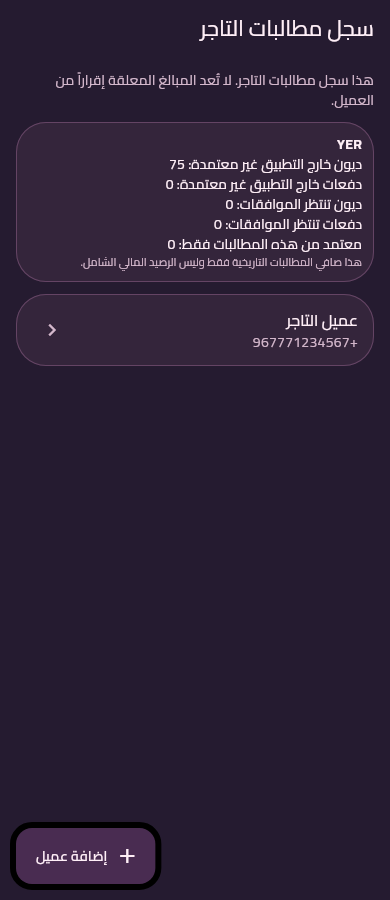 سجل مطالبات التاجر
هذا سجل مطالبات التاجر. لا تُعد المبالغ المعلقة إقراراً من
العميل.
YER
ديون خارج التطبيق غير معتمدة: 75
دفعات خارج التطبيق غير معتمدة: 0
ديون تنتظر الموافقات: 0
دفعات تنتظر الموافقات: 0
معتمد من هذه المطالبات فقط: 0
هذا صافي المطالبات التاريخية فقط وليس الرصيد المالي الشامل.
عميل التاجر
+967771234567
إضافة عميل